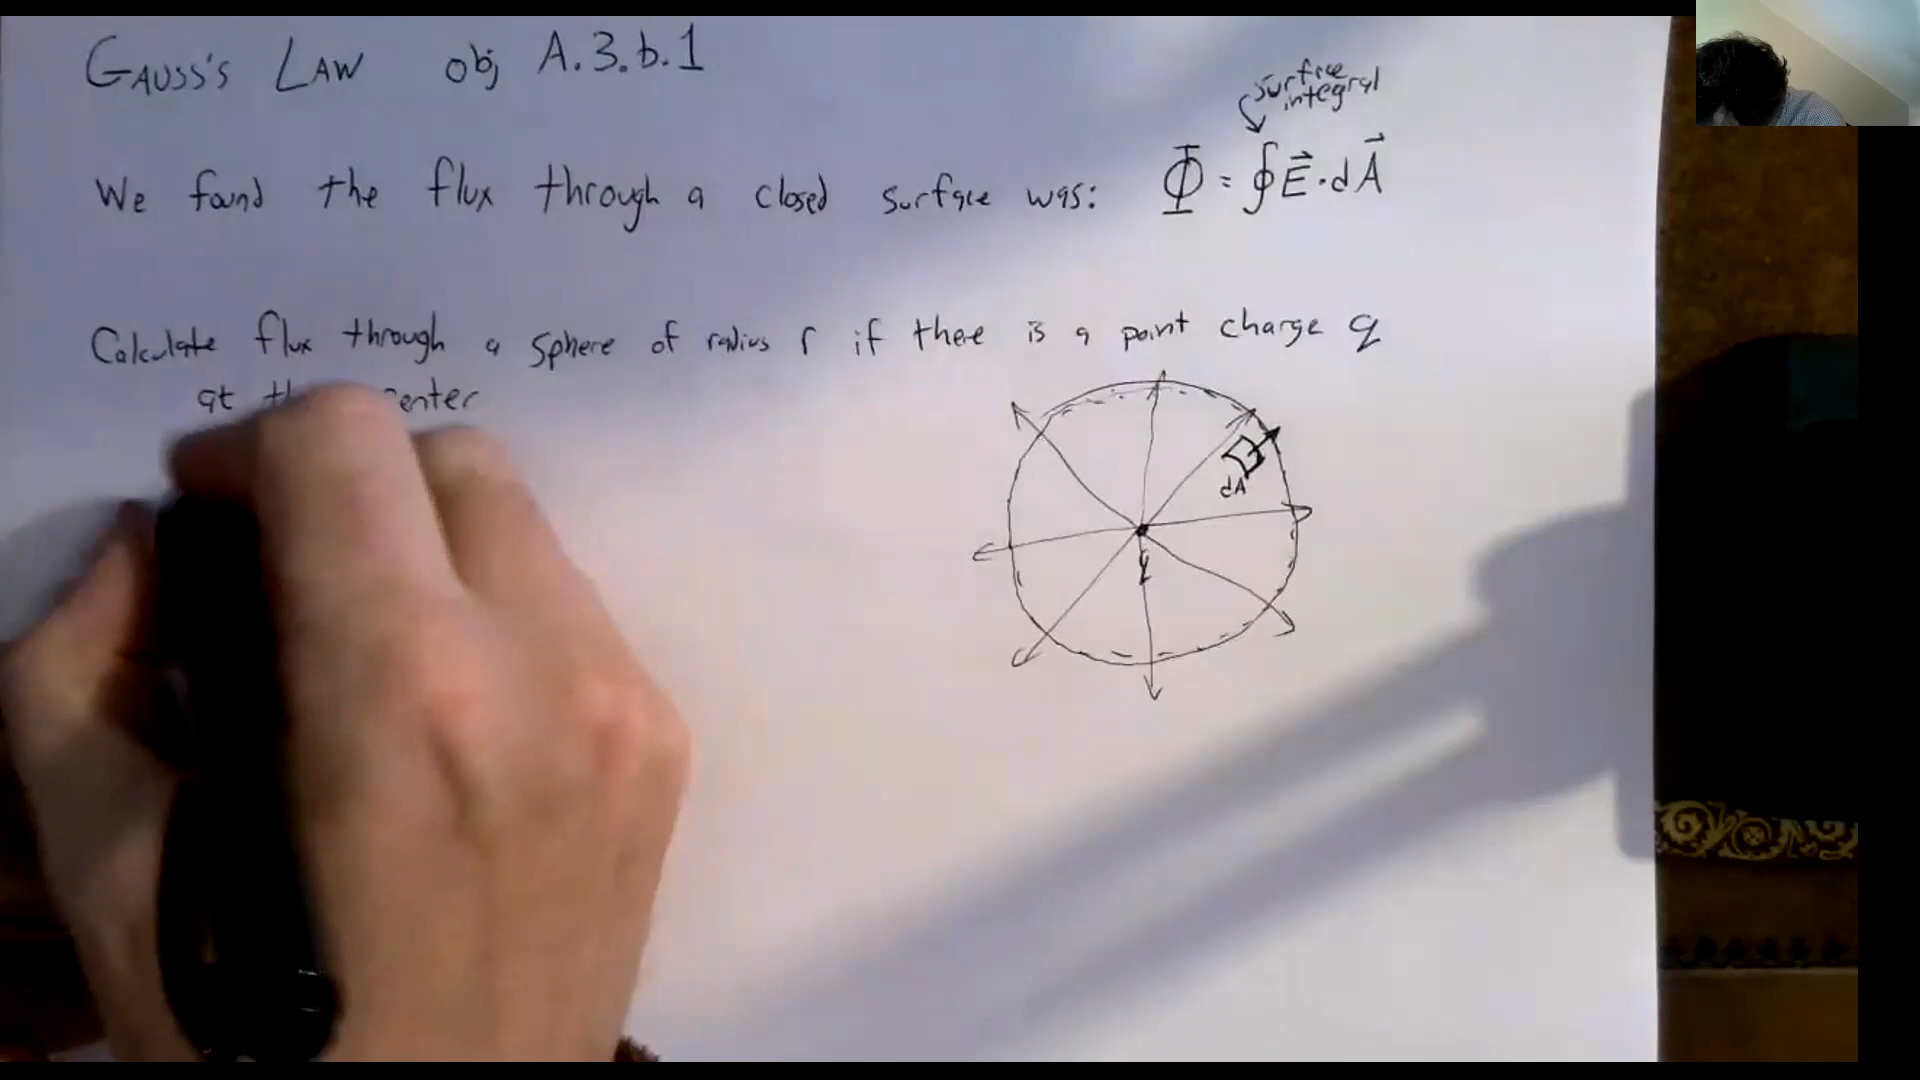 GAUSS'S LAW obj A.3.b.1
surface
integral
We found the flux through a closed surface was: Φ = ∮E⃗·dA⃗
Calculate flux through a sphere of radius r if there is a point charge q
at center
dA
q